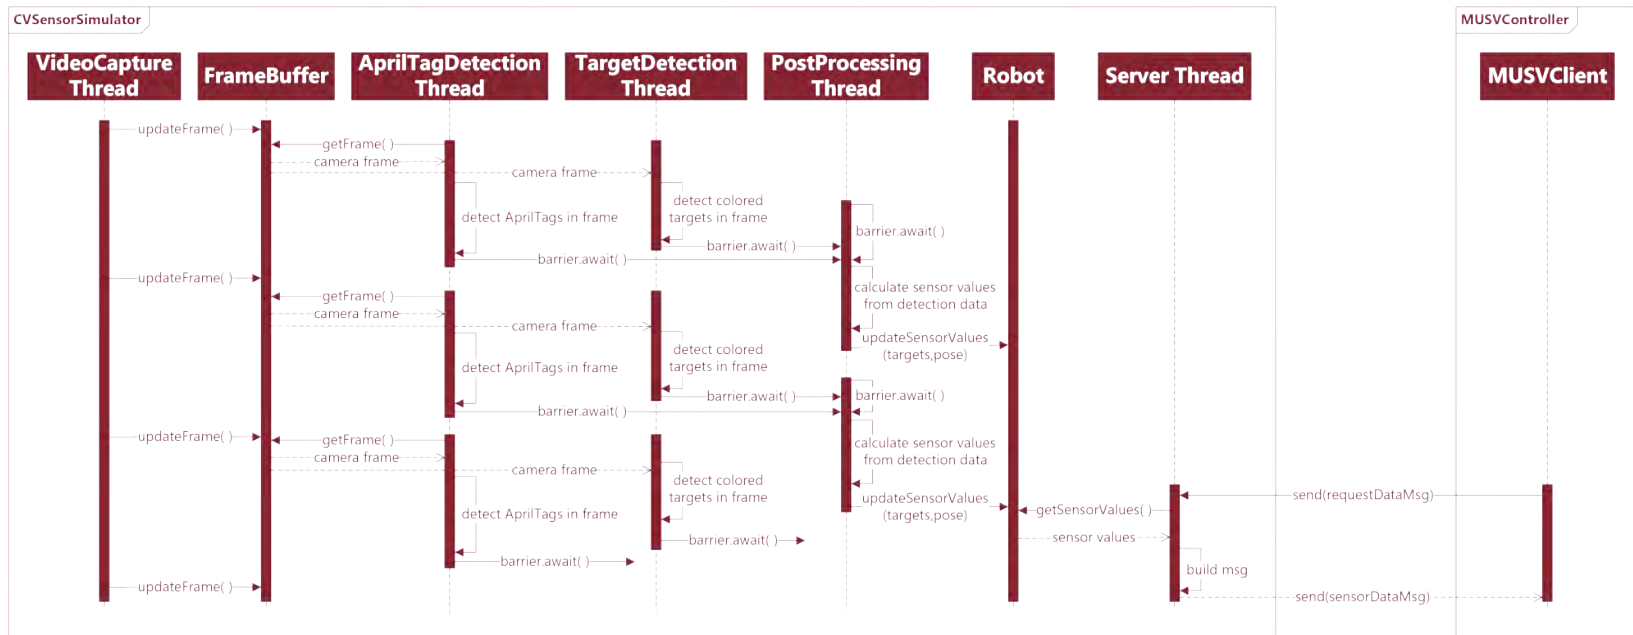 CVSensorSimulator
MUSVController
VideoCapture
Thread
FrameBuffer
AprilTagDetection
Thread
TargetDetection
Thread
PostProcessing
Thread
Robot
Server Thread
MUSVClient
updateFrame( )
getFrame( )
camera frame
camera frame
detect colored
targets in frame
detect AprilTags in frame
barrier.await( )
barrier.await( )
barrier.await( )
updateFrame( )
calculate sensor values
from detection data
getFrame( )
camera frame
camera frame
updateSensorValues
(targets,pose)
detect colored
targets in frame
detect AprilTags in frame
barrier.await( )
barrier.await( )
barrier.await( )
updateFrame( )
getFrame( )
calculate sensor values
from detection data
camera frame
camera frame
detect colored
targets in frame
send(requestDataMsg)
updateSensorValues
(targets,pose)
getSensorValues( )
detect AprilTags in frame
sensor values
barrier.await( )
barrier.await( )
build msg
updateFrame( )
send(sensorDataMsg)